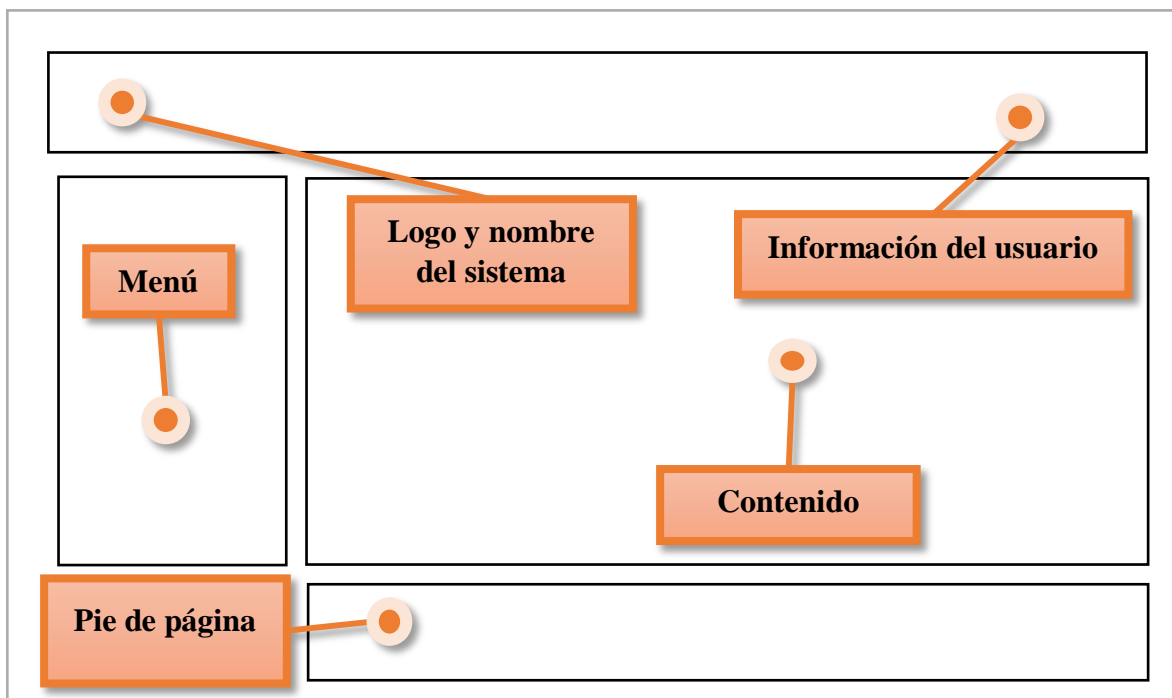 Logo y nombre
del sistema
Información del usuario
Menú
Contenido
Pie de página